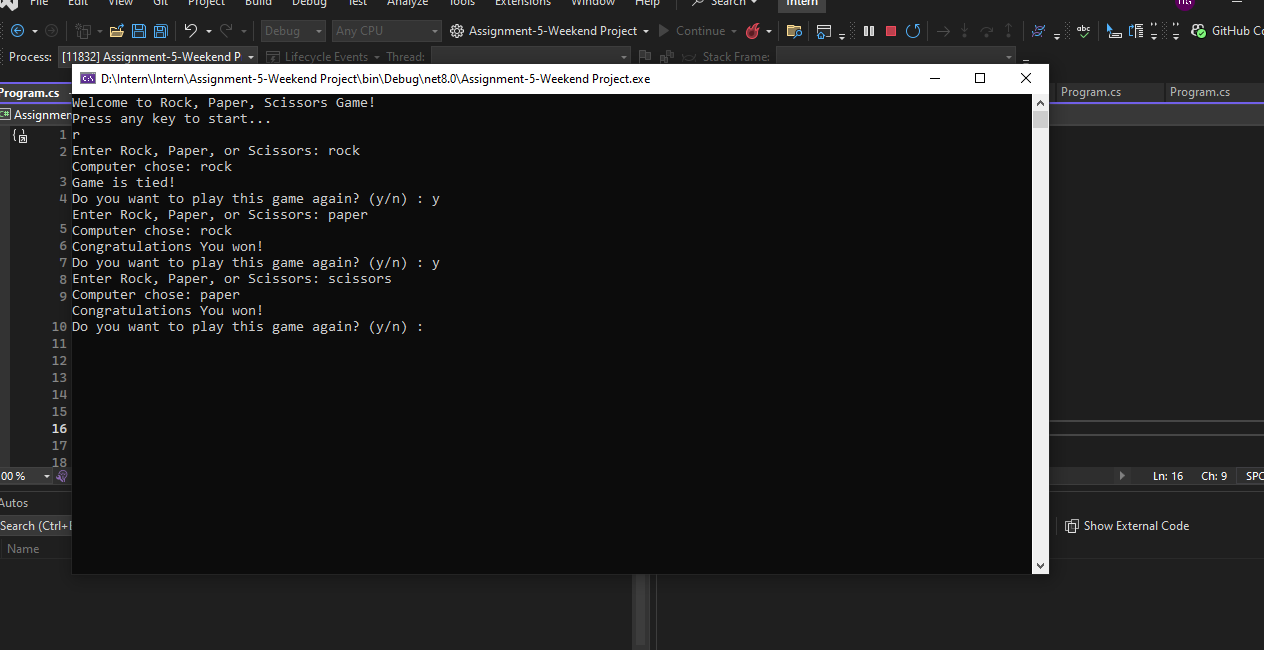 File Edit View Git Project Build Debug Test Analyze Tools Extensions Window Help Search Intern
Debug Any CPU Assignment-5-Weekend Project Continue GitHub Co
Process: [11832] Assignment-5-Weekend P Lifecycle Events Thread: Stack Frame:
D:\Intern\Intern\Assignment-5-Weekend Project\bin\Debug\net8.0\Assignment-5-Weekend Project.exe
Program.cs Program.cs Program.cs
Assignmen
Welcome to Rock, Paper, Scissors Game!
Press any key to start...
1 r
2 Enter Rock, Paper, or Scissors: rock
Computer chose: rock
3 Game is tied!
4 Do you want to play this game again? (y/n) : y
Enter Rock, Paper, or Scissors: paper
5 Computer chose: rock
6 Congratulations You won!
7 Do you want to play this game again? (y/n) : y
8 Enter Rock, Paper, or Scissors: scissors
9 Computer chose: paper
Congratulations You won!
10 Do you want to play this game again? (y/n) :
11
12
13
14
15
16
17
18
00 % Ln: 16 Ch: 9 SPC
Autos
Search (Ctrl+E Show External Code
Name